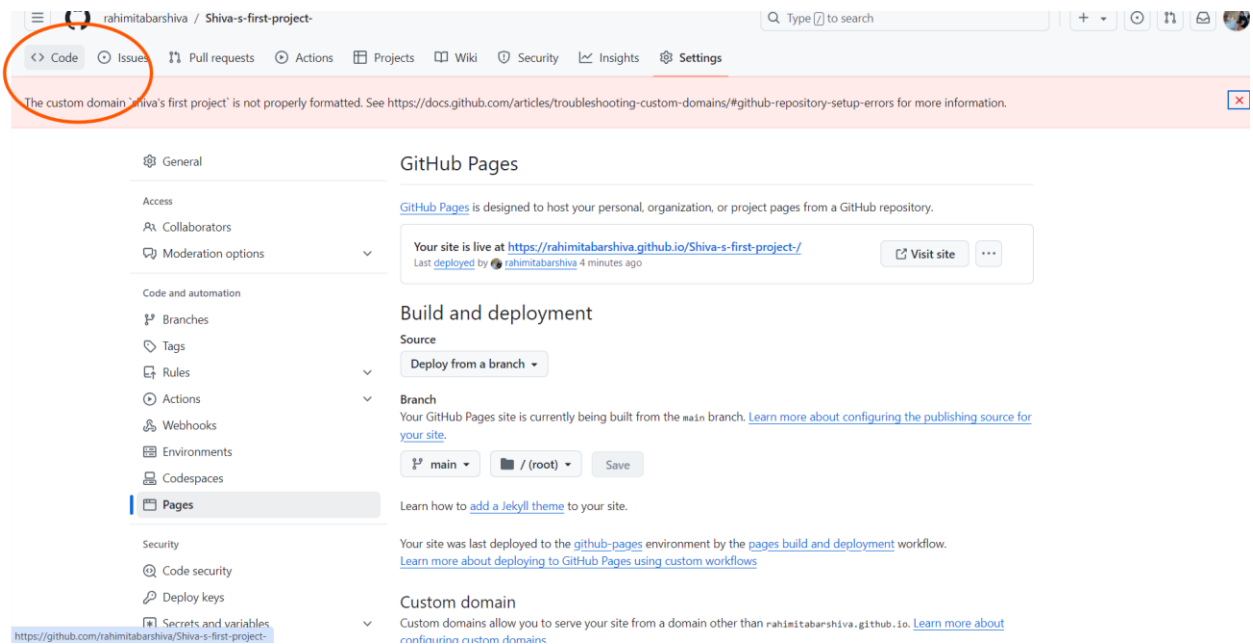 rahimitabarshiva / Shiva-s-first-project-
Type / to search
Code Issues Pull requests Actions Projects Wiki Security Insights Settings
The custom domain `shiva's first project` is not properly formatted. See https://docs.github.com/articles/troubleshooting-custom-domains/#github-repository-setup-errors for more information.
General
Access
Collaborators
Moderation options
Code and automation
Branches
Tags
Rules
Actions
Webhooks
Environments
Codespaces
Pages
Security
Code security
Deploy keys
Secrets and variables
https://github.com/rahimitabarshiva/Shiva-s-first-project-
GitHub Pages
GitHub Pages is designed to host your personal, organization, or project pages from a GitHub repository.
Your site is live at https://rahimitabarshiva.github.io/Shiva-s-first-project-/
Last deployed by rahimitabarshiva 4 minutes ago
Visit site
Build and deployment
Source
Deploy from a branch
Branch
Your GitHub Pages site is currently being built from the main branch. Learn more about configuring the publishing source for
your site.
main / (root) Save
Learn how to add a Jekyll theme to your site.
Your site was last deployed to the github-pages environment by the pages build and deployment workflow.
Learn more about deploying to GitHub Pages using custom workflows
Custom domain
Custom domains allow you to serve your site from a domain other than rahimitabarshiva.github.io. Learn more about
configuring custom domains